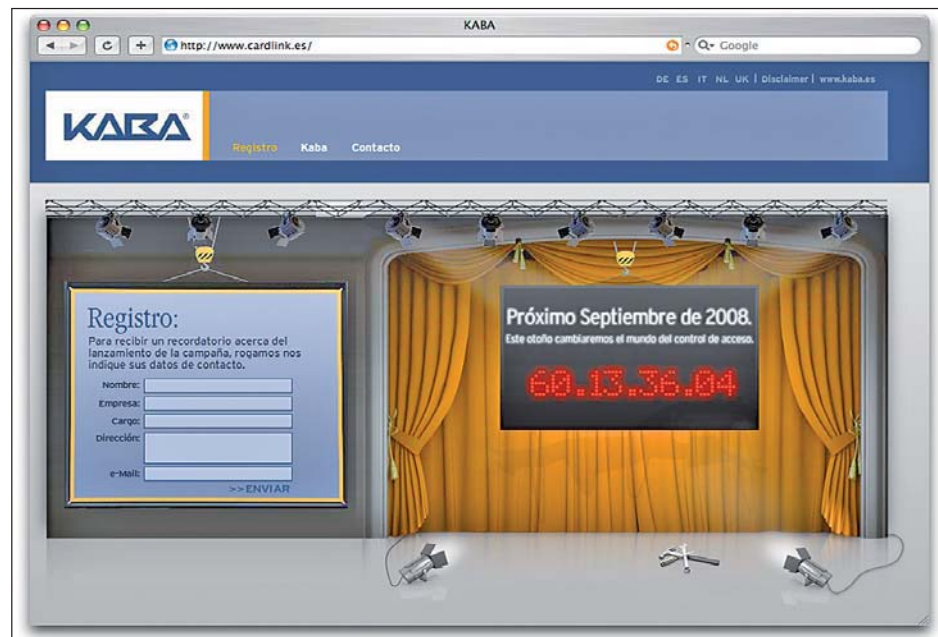 KABA
http://www.cardlink.es/
Google
DE ES IT NL UK | Disclaimer | www.kaba.es
KABA®
Registro Kaba Contacto
Registro:
Para recibir un recordatorio acerca del
lanzamiento de la campaña, rogamos nos
indique sus datos de contacto.
Nombre:
Empresa:
Cargo:
Dirección:
e-Mail:
>>ENVIAR
Próximo Septiembre de 2008.
Este otoño cambiaremos el mundo del control de acceso.
60.13.36.04